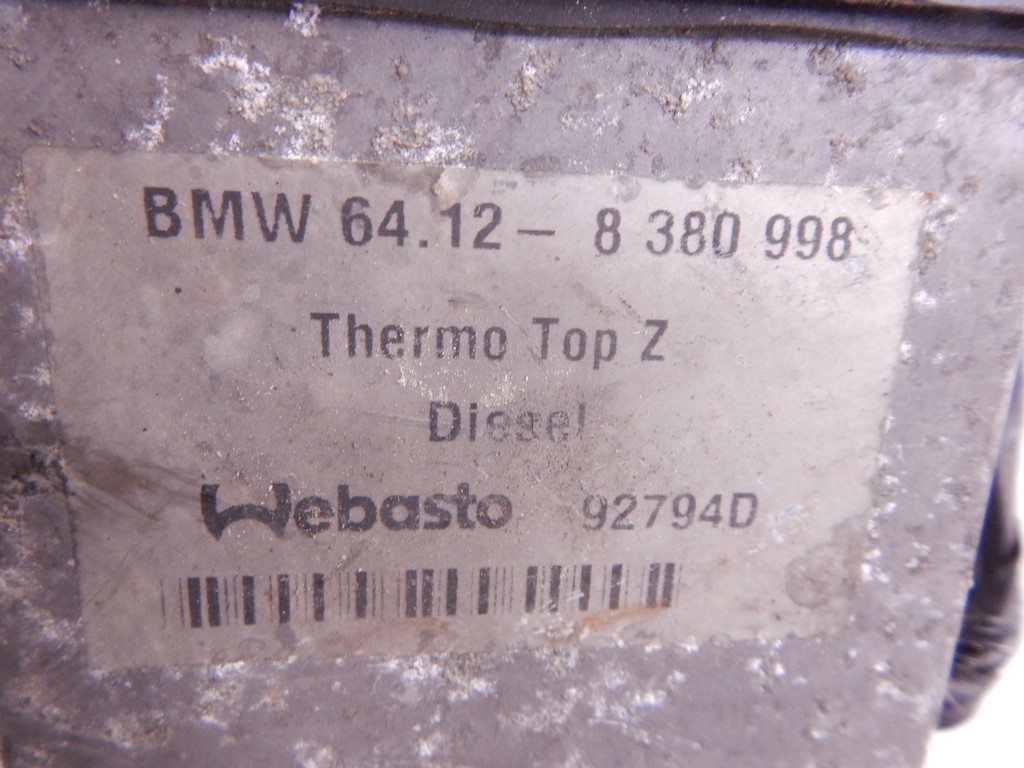 BMW 64.12 - 8 380 998
Thermo Top Z
Diesel
Webasto 92794D